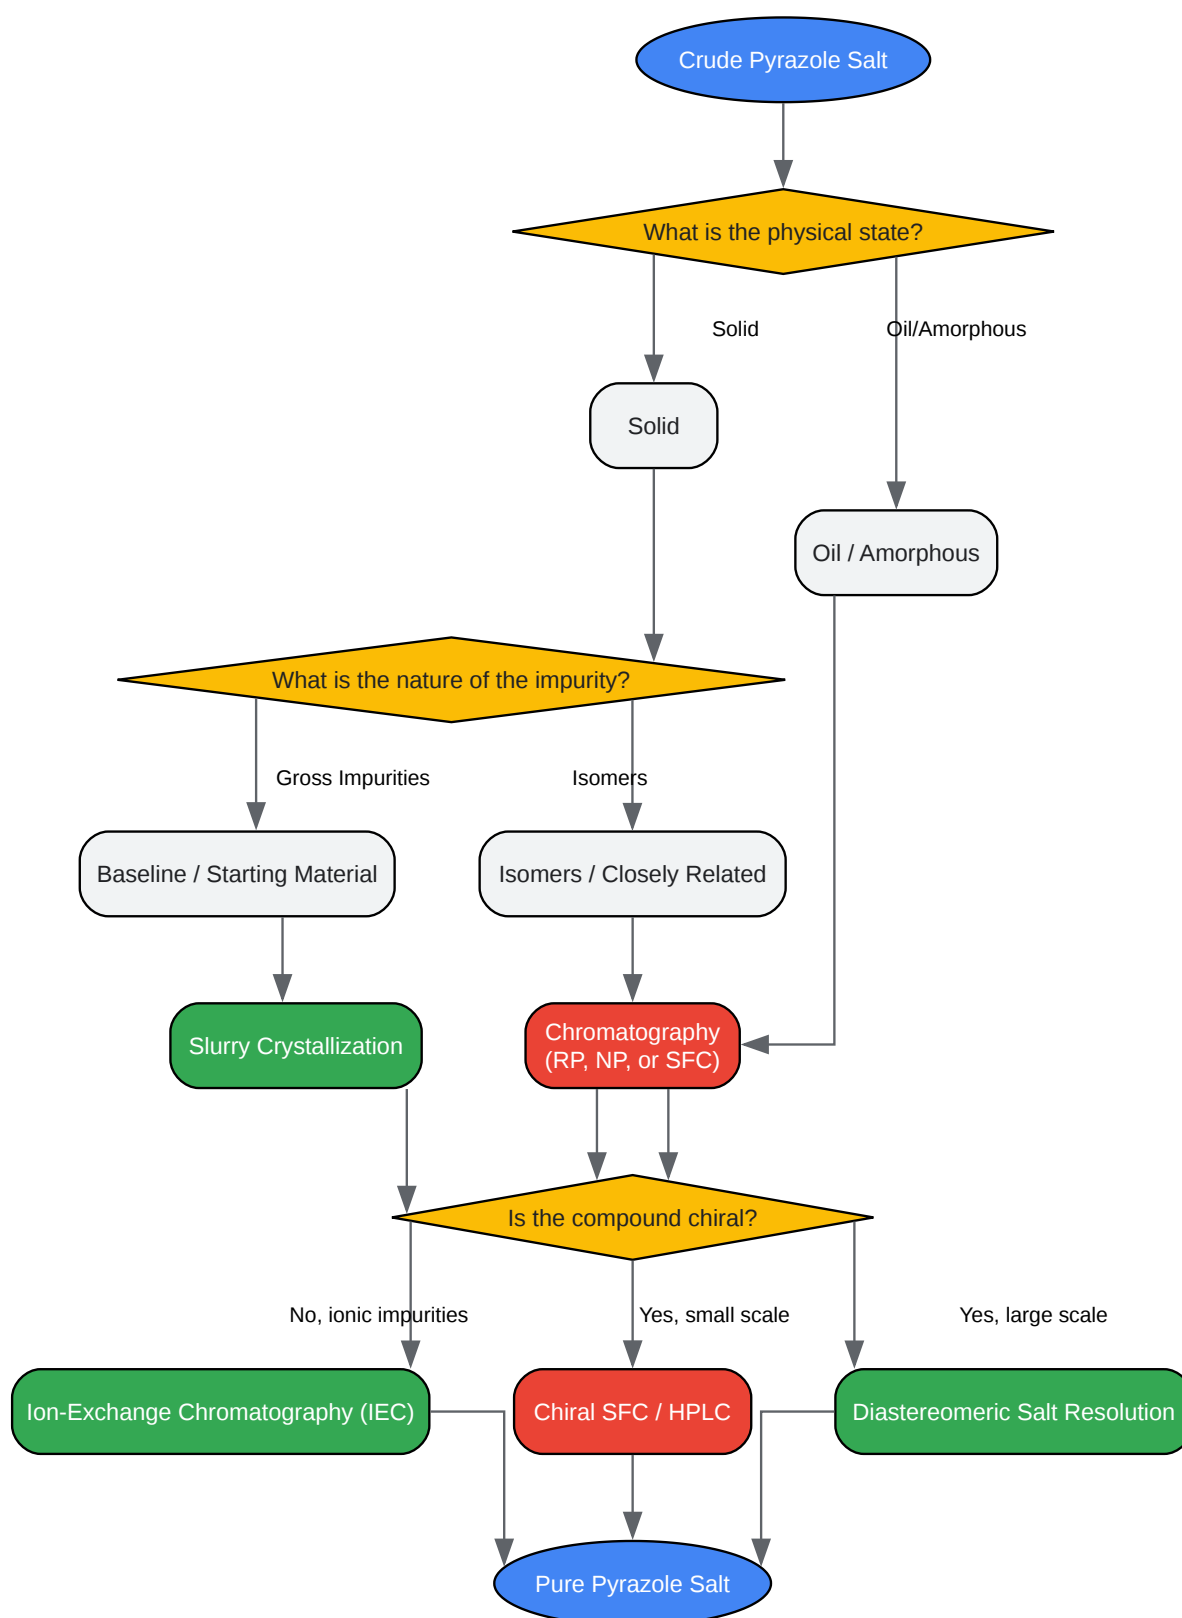 Crude Pyrazole Salt
What is the physical state?
Solid
Oil/Amorphous
Solid
Oil / Amorphous
What is the nature of the impurity?
Gross Impurities
Isomers
Baseline / Starting Material
Isomers / Closely Related
Slurry Crystallization
Chromatography
(RP, NP, or SFC)
Is the compound chiral?
No, ionic impurities
Yes, small scale
Yes, large scale
Ion-Exchange Chromatography (IEC)
Chiral SFC / HPLC
Diastereomeric Salt Resolution
Pure Pyrazole Salt